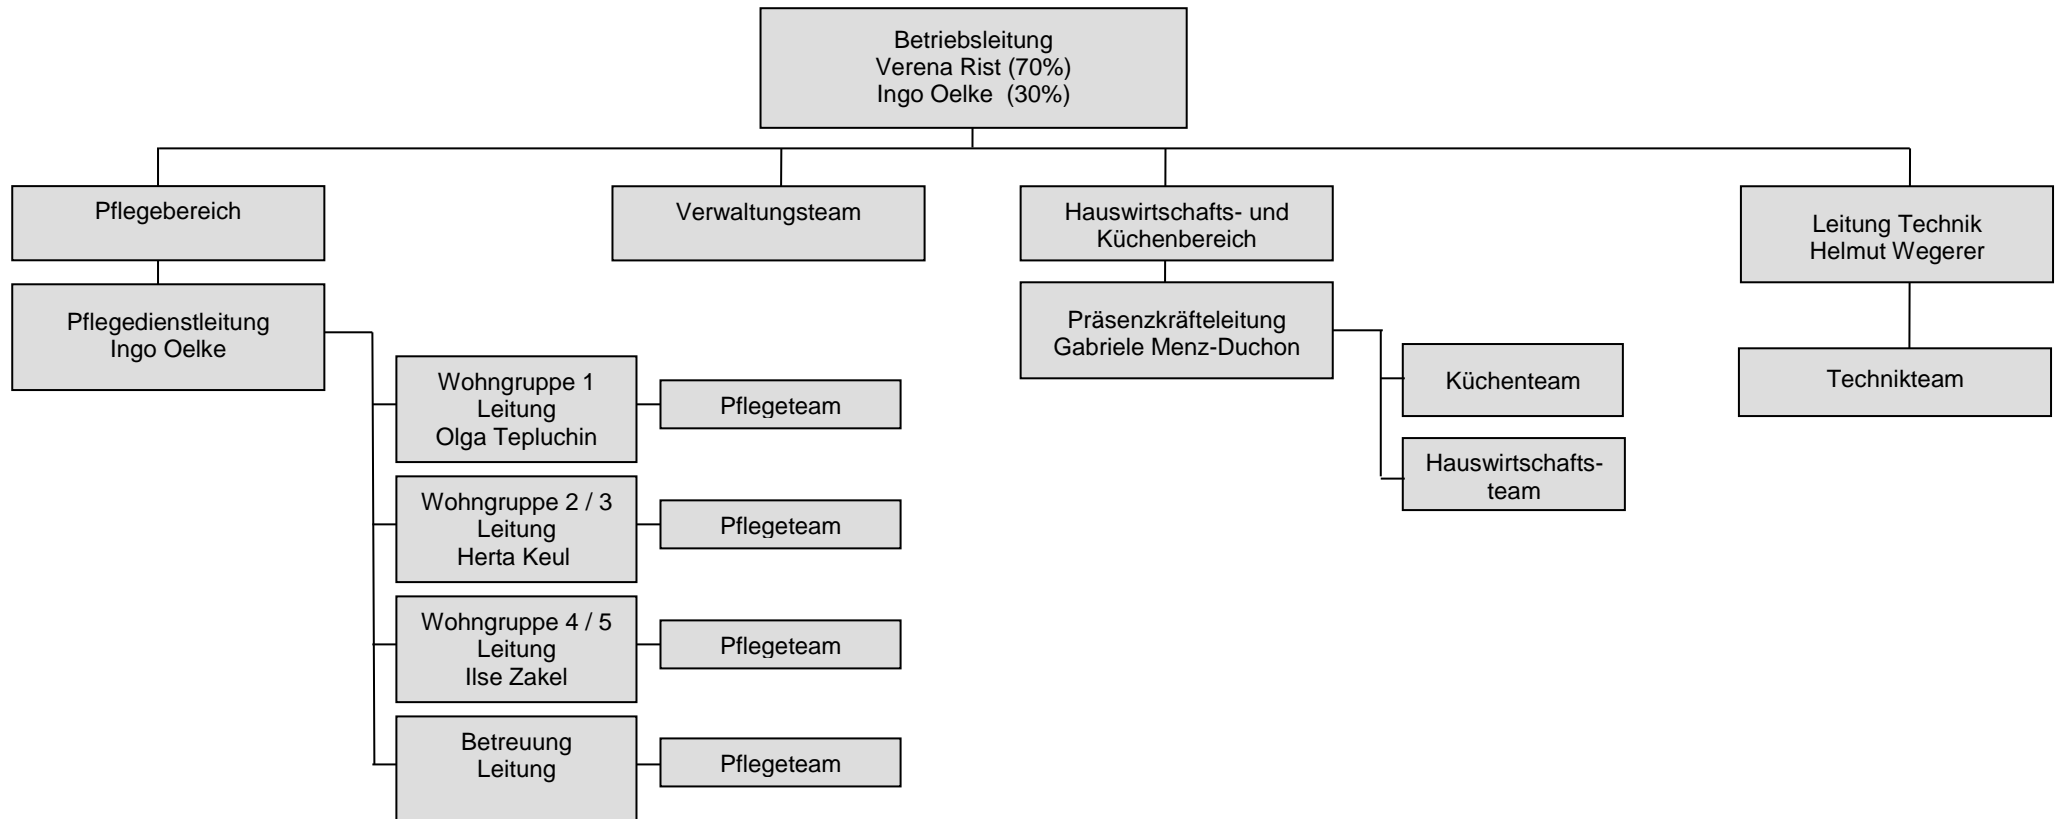 Betriebsleitung
Verena Rist (70%)
Ingo Oelke (30%)
Pflegebereich
Verwaltungsteam
Hauswirtschafts- und
Küchenbereich
Leitung Technik
Helmut Wegerer
Pflegedienstleitung
Ingo Oelke
Präsenzkräfteleitung
Gabriele Menz-Duchon
Küchenteam
Hauswirtschafts-
team
Technikteam
Wohngruppe 1
Leitung
Olga Tepluchin
Pflegeteam
Wohngruppe 2 / 3
Leitung
Herta Keul
Pflegeteam
Wohngruppe 4 / 5
Leitung
Ilse Zakel
Pflegeteam
Betreuung
Leitung
Pflegeteam